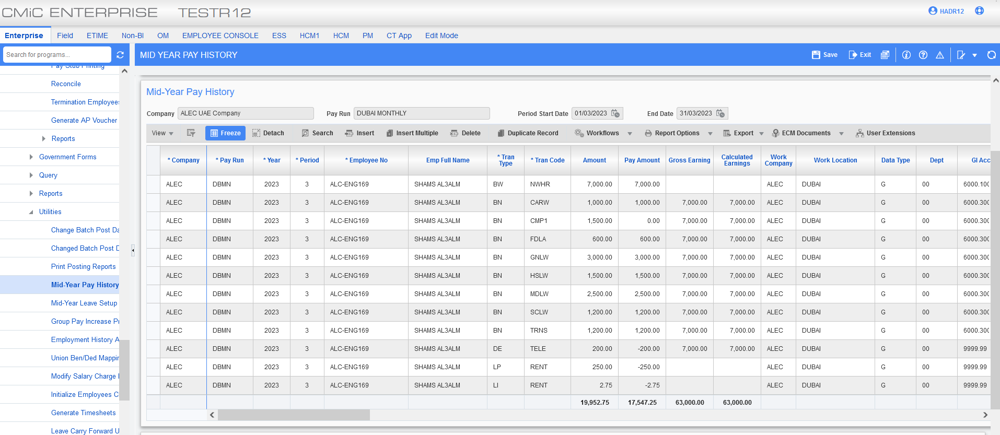 CMiC ENTERPRISE TESTR12 HADR12
Enterprise Field ETIME Non-BI OM EMPLOYEE CONSOLE ESS HCM1 HCM PM CT App Edit Mode
Search for programs...
MID YEAR PAY HISTORY Save Exit
Pay Stub Printing
Reconcile
Termination Employees
Generate AP Voucher
Reports
Government Forms
Query
Reports
Utilities
Change Batch Post Da
Changed Batch Post D
Print Posting Reports
Mid-Year Pay History
Mid-Year Leave Setup
Group Pay Increase Pr
Employment History A
Union Ben/Ded Mappin
Modify Salary Charge
Initialize Employees C
Generate Timesheets
Leave Carry Forward U
Mid-Year Pay History
Company ALEC UAE Company Pay Run DUBAI MONTHLY Period Start Date 01/03/2023 End Date 31/03/2023
View Freeze Detach Search Insert Insert Multiple Delete Duplicate Record Workflows Report Options Export ECM Documents User Extensions
* Company * Pay Run * Year * Period * Employee No Emp Full Name * Tran Type * Tran Code Amount Pay Amount Gross Earning Calculated Earnings Work Company Work Location Data Type Dept Gl Acc
ALEC DBMN 2023 3 ALC-ENG169 SHAMS AL3ALM BW NWHR 7,000.00 7,000.00 ALEC DUBAI G 00 6000.100
ALEC DBMN 2023 3 ALC-ENG169 SHAMS AL3ALM BN CARW 1,000.00 1,000.00 7,000.00 7,000.00 ALEC DUBAI G 00 6000.300
ALEC DBMN 2023 3 ALC-ENG169 SHAMS AL3ALM BN CMP1 1,500.00 0.00 7,000.00 7,000.00 ALEC DUBAI G 00 6000.300
ALEC DBMN 2023 3 ALC-ENG169 SHAMS AL3ALM BN FDLA 600.00 600.00 7,000.00 7,000.00 ALEC DUBAI G 00 6000.300
ALEC DBMN 2023 3 ALC-ENG169 SHAMS AL3ALM BN GNLW 3,000.00 3,000.00 7,000.00 7,000.00 ALEC DUBAI G 00 6000.300
ALEC DBMN 2023 3 ALC-ENG169 SHAMS AL3ALM BN HSLW 1,500.00 1,500.00 7,000.00 7,000.00 ALEC DUBAI G 00 6000.300
ALEC DBMN 2023 3 ALC-ENG169 SHAMS AL3ALM BN MDLW 2,500.00 2,500.00 7,000.00 7,000.00 ALEC DUBAI G 00 6000.300
ALEC DBMN 2023 3 ALC-ENG169 SHAMS AL3ALM BN SCLW 1,200.00 1,200.00 7,000.00 7,000.00 ALEC DUBAI G 00 6000.300
ALEC DBMN 2023 3 ALC-ENG169 SHAMS AL3ALM BN TRNS 1,200.00 1,200.00 7,000.00 7,000.00 ALEC DUBAI G 00 6000.300
ALEC DBMN 2023 3 ALC-ENG169 SHAMS AL3ALM DE TELE 200.00 -200.00 7,000.00 7,000.00 ALEC DUBAI G 00 9999.99
ALEC DBMN 2023 3 ALC-ENG169 SHAMS AL3ALM LP RENT 250.00 -250.00 ALEC DUBAI G 00 9999.99
ALEC DBMN 2023 3 ALC-ENG169 SHAMS AL3ALM LI RENT 2.75 -2.75 ALEC DUBAI G 00 9999.99
19,952.75 17,547.25 63,000.00 63,000.00